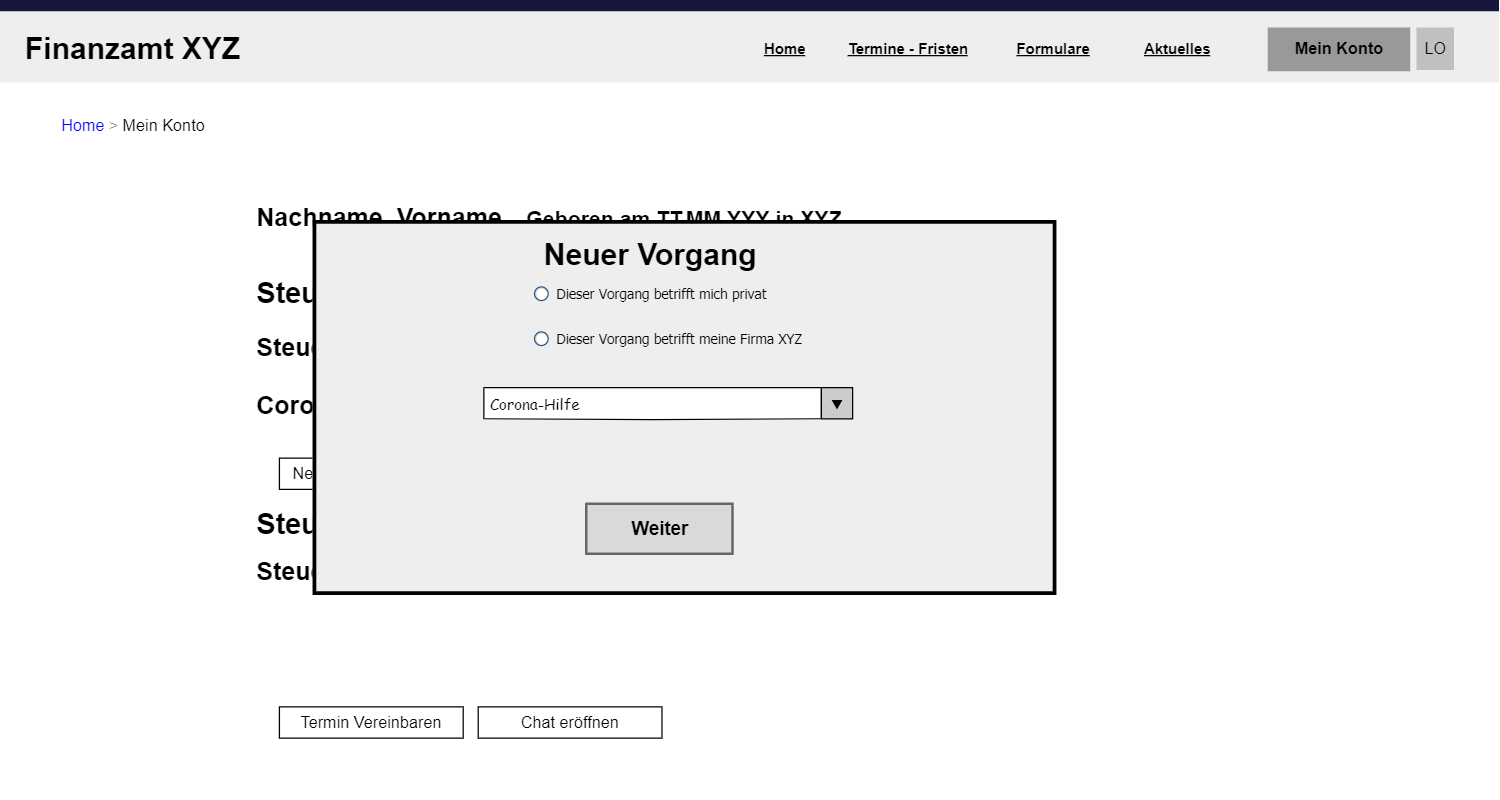 Finanzamt XYZ
Home Termine - Fristen Formulare Aktuelles Mein Konto LO
Home > Mein Konto
Nachname, Vorname Geboren am TT.MM.YYY in XYZ
Neuer Vorgang
Dieser Vorgang betrifft mich privat
Dieser Vorgang betrifft meine Firma XYZ
Corona-Hilfe ▼
Weiter
Steu
Steu
Coro
Ne
Steu
Steu
Termin Vereinbaren Chat eröffnen